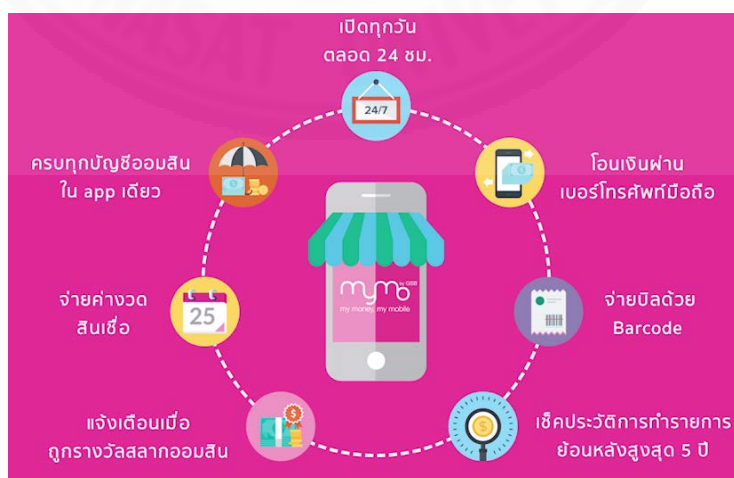 เปิดทุกวัน
ตลอด 24 ชม.
24/7
ครบทุกบัญชีออมสิน
ใน app เดียว
โอนเงินผ่าน
เบอร์โทรศัพท์มือถือ
mymo by GSB
my money, my mobile
จ่ายค่างวด
สินเชื่อ
25
จ่ายบิลด้วย
Barcode
แจ้งเตือนเมื่อ
ถูกรางวัลสลากออมสิน
เช็คประวัติการทำรายการ
ย้อนหลังสูงสุด 5 ปี